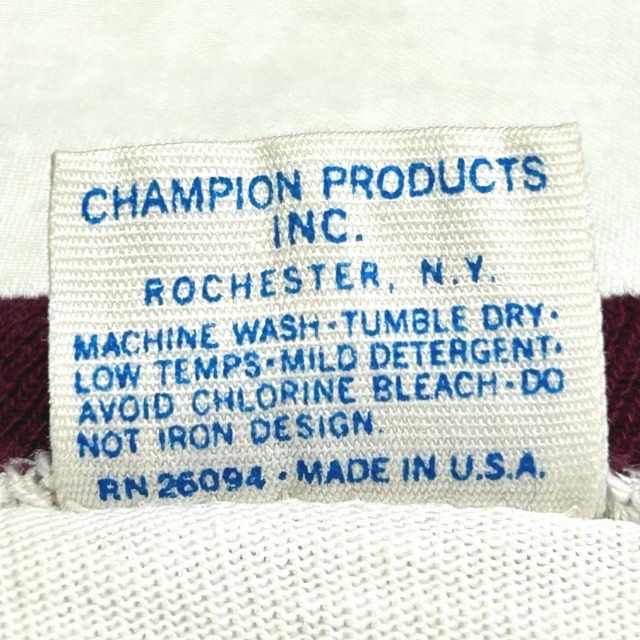 CHAMPION PRODUCTS
INC.
ROCHESTER, N.Y.
MACHINE WASH·TUMBLE DRY·
LOW TEMPS·MILD DETERGENT·
AVOID CHLORINE BLEACH·DO
NOT IRON DESIGN.
RN 26094 · MADE IN U.S.A.